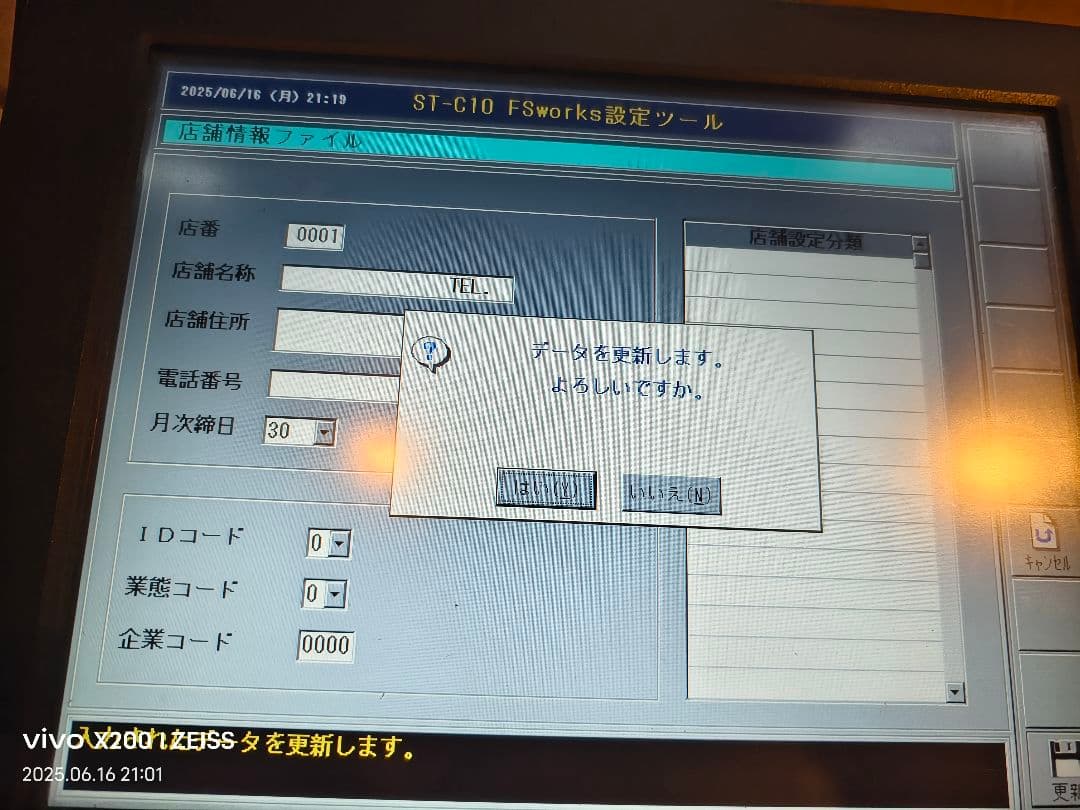 2025/06/16（月）21:19
ST-C10 FSworks設定ツール
店舗情報ファイル
店番
0001
店舗名称
TEL.
店舗住所
電話番号
月次締日
30
店舗設定分類
データを更新します。
よろしいですか。
はい(Y)
いいえ(N)
IDコード
0
業態コード
0
企業コード
0000
キャンセル
更新
データを更新します。
vivo X200 | ZEISS
2025.06.16 21:01